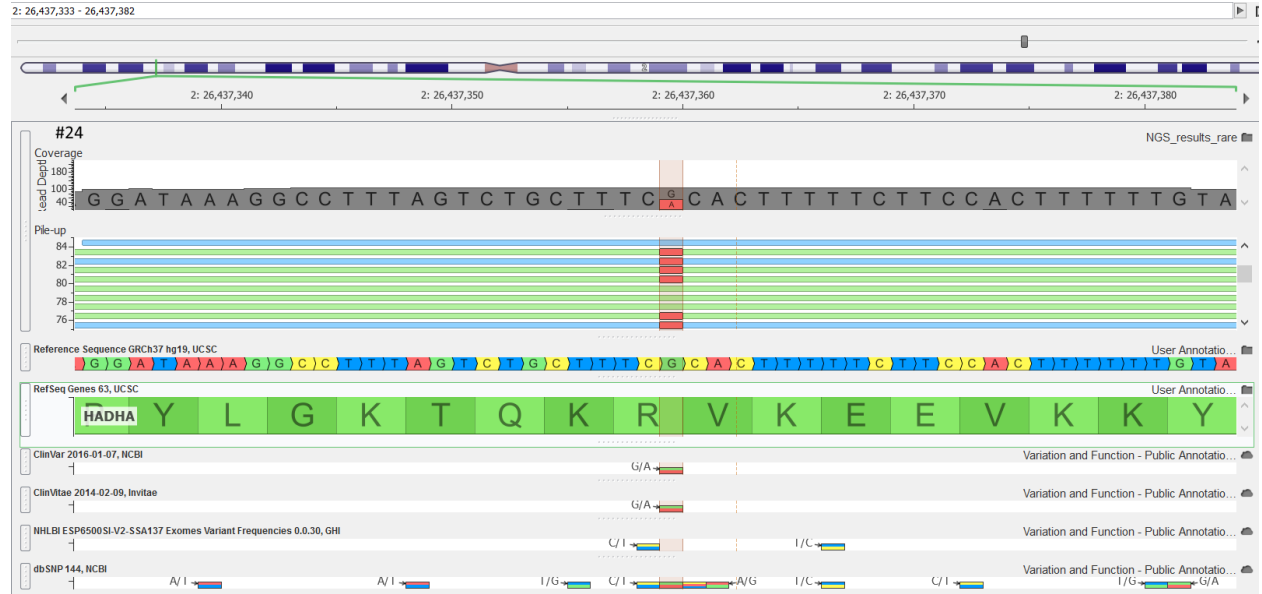 2: 26,437,333 - 26,437,382
2
2: 26,437,340 2: 26,437,350 2: 26,437,360 2: 26,437,370 2: 26,437,380
#24
NGS_results_rare
Coverage
Read Depth
180
100
40
G G A T A A A G G C C T T T A G T C T G C T T T C G C A C T T T T T C T T C C A C T T T T T T G T A
A
Pile-up
84
82
80
78
76
Reference Sequence GRCh37 hg19, UCSC
User Annotatio...
G G A T A A A G G C C T T T A G T C T G C T T T C G C A C T T T T T C T T C C A C T T T T T T G T A
RefSeq Genes 63, UCSC
User Annotatio...
HADHA Y L G K T Q K R V K E E V K K Y
ClinVar 2016-01-07, NCBI
Variation and Function - Public Annotatio...
G/A
ClinVitae 2014-02-09, Invitae
Variation and Function - Public Annotatio...
G/A
NHLBI ESP6500SI-V2-SSA137 Exomes Variant Frequencies 0.0.30, GHI
Variation and Function - Public Annotatio...
C/T T/C
dbSNP 144, NCBI
Variation and Function - Public Annotatio...
A/T A/T T/G C/T A/G T/C C/T T/G G/A